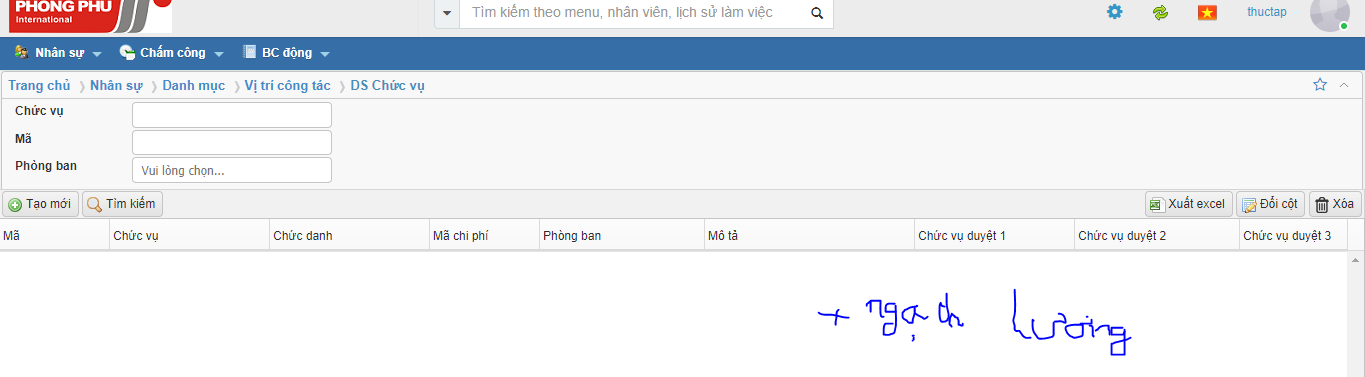 PHONG PHU
International
Tìm kiếm theo menu, nhân viên, lịch sử làm việc
thuctap
Nhân sự Chấm công BC động
Trang chủ Nhân sự Danh mục Vị trí công tác DS Chức vụ
Chức vụ
Mã
Phòng ban Vui lòng chọn...
Tạo mới Tìm kiếm Xuất excel Đổi cột Xóa
Mã Chức vụ Chức danh Mã chi phí Phòng ban Mô tả Chức vụ duyệt 1 Chức vụ duyệt 2 Chức vụ duyệt 3
+ ngạch lương